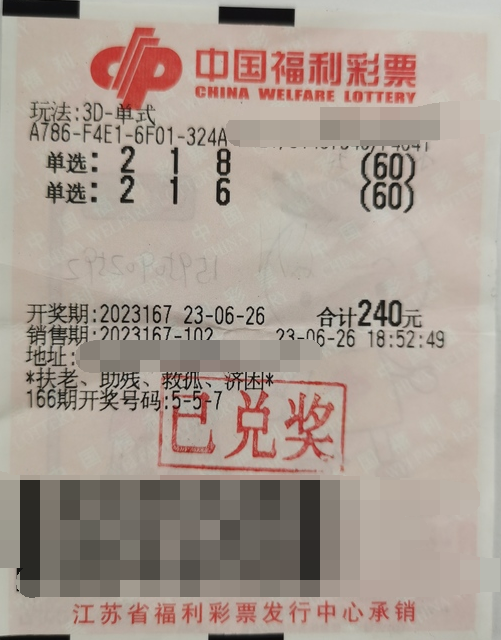 中国福利彩票
CHINA WELFARE LOTTERY
玩法:3D-单式
A786-F4E1-6F01-324A
单选: 2 1 8 (60)
单选: 2 1 6 (60)
开奖期:2023167 23-06-26 合计240元
销售期:2023167-102 23-06-26 18:52:49
地址:
*扶老、助残、救孤、济困*
166期开奖号码:5-5-7
已兑奖
江苏省福利彩票发行中心承销